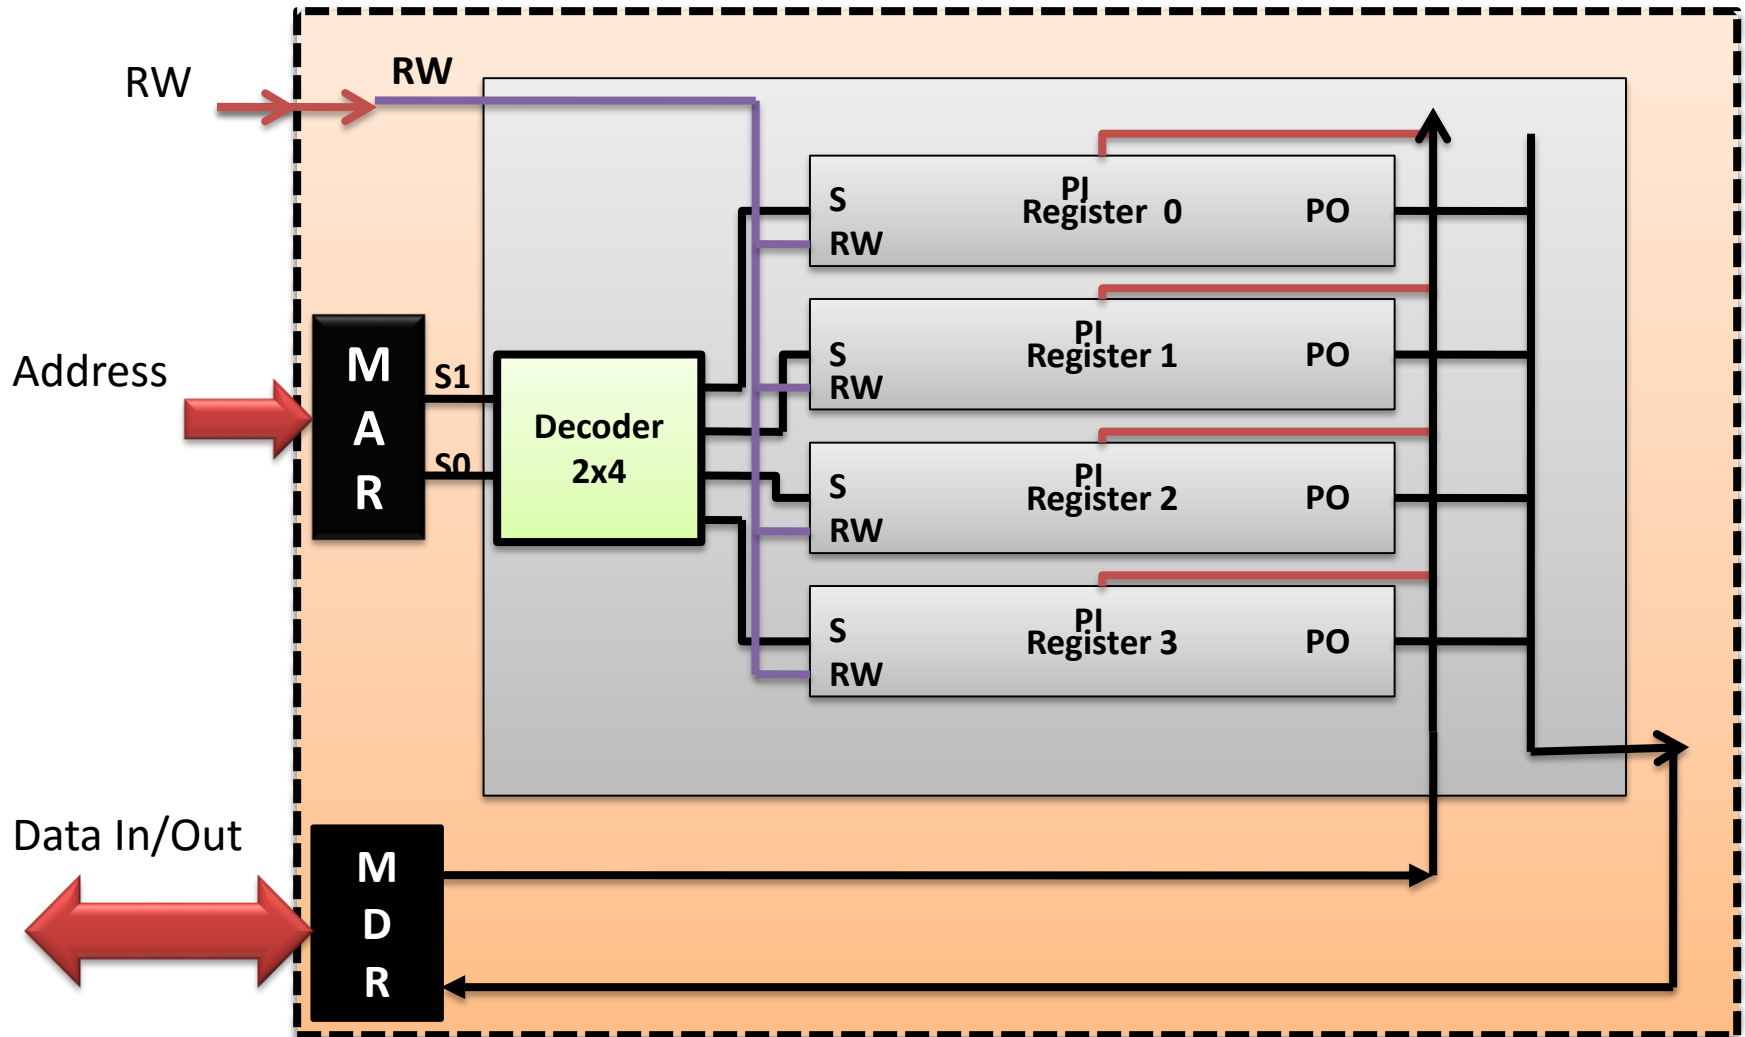 RW
RW
PI
S
Register 0
PO
RW
PI
S
Register 1
PO
RW
Address
M
A
R
S1
S0
Decoder
2x4
PI
S
Register 2
PO
RW
PI
S
Register 3
PO
RW
Data In/Out
M
D
R